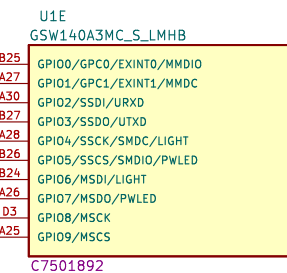 U1E
GSW140A3MC_S_LMHB
B25 GPIO0/GPC0/EXINT0/MMDIO
A27 GPIO1/GPC1/EXINT1/MMDC
A30 GPIO2/SSDI/URXD
B27 GPIO3/SSDO/UTXD
A28 GPIO4/SSCK/SMDC/LIGHT
B26 GPIO5/SSCS/SMDIO/PWLED
B24 GPIO6/MSDI/LIGHT
A26 GPIO7/MSDO/PWLED
D3 GPIO8/MSCK
A25 GPIO9/MSCS
C7501892